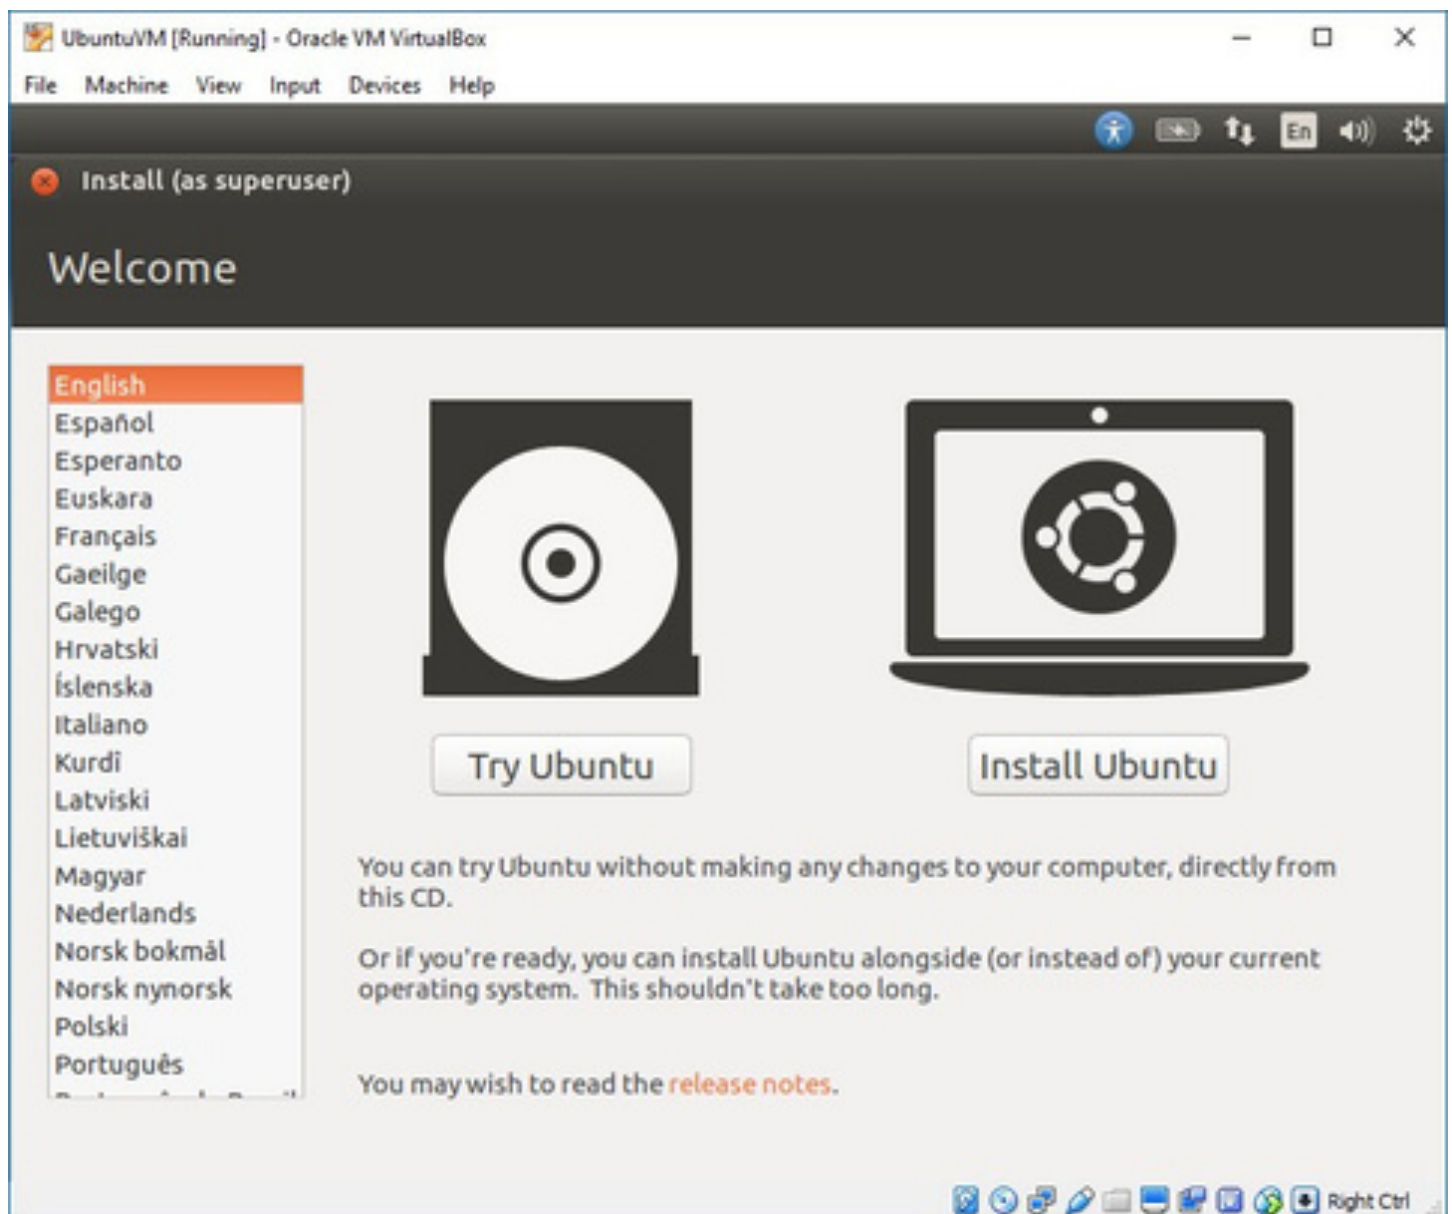 UbuntuVM [Running] - Oracle VM VirtualBox
File Machine View Input Devices Help
En
Install (as superuser)
Welcome
English
Español
Esperanto
Euskara
Français
Gaeilge
Galego
Hrvatski
Íslenska
Italiano
Kurdî
Latviski
Lietuviškai
Magyar
Nederlands
Norsk bokmål
Norsk nynorsk
Polski
Português
Try Ubuntu
Install Ubuntu
You can try Ubuntu without making any changes to your computer, directly from
this CD.
Or if you're ready, you can install Ubuntu alongside (or instead of) your current
operating system. This shouldn't take too long.
You may wish to read the release notes.
Right Ctrl